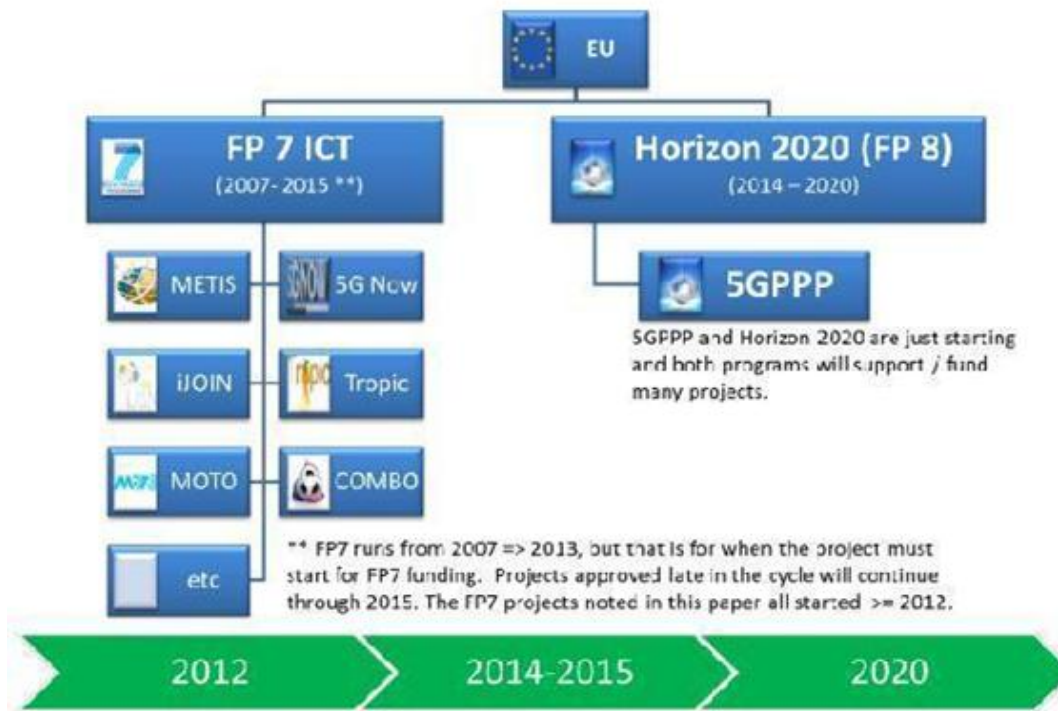 EU
FP 7 ICT
(2007-2015 **)
Horizon 2020 (FP 8)
(2014 – 2020)
7
METIS
5GNOW
5G Now
5GPPP
5GPPP and Horizon 2020 are just starting
and both programs will support / fund
many projects.
iJOIN
Tropic
MOTO
COMBO
etc
** FP7 runs from 2007 => 2013, but that is for when the project must
start for FP7 funding. Projects approved late in the cycle will continue
through 2015. The FP7 projects noted in this paper all started >= 2012.
2012
2014-2015
2020